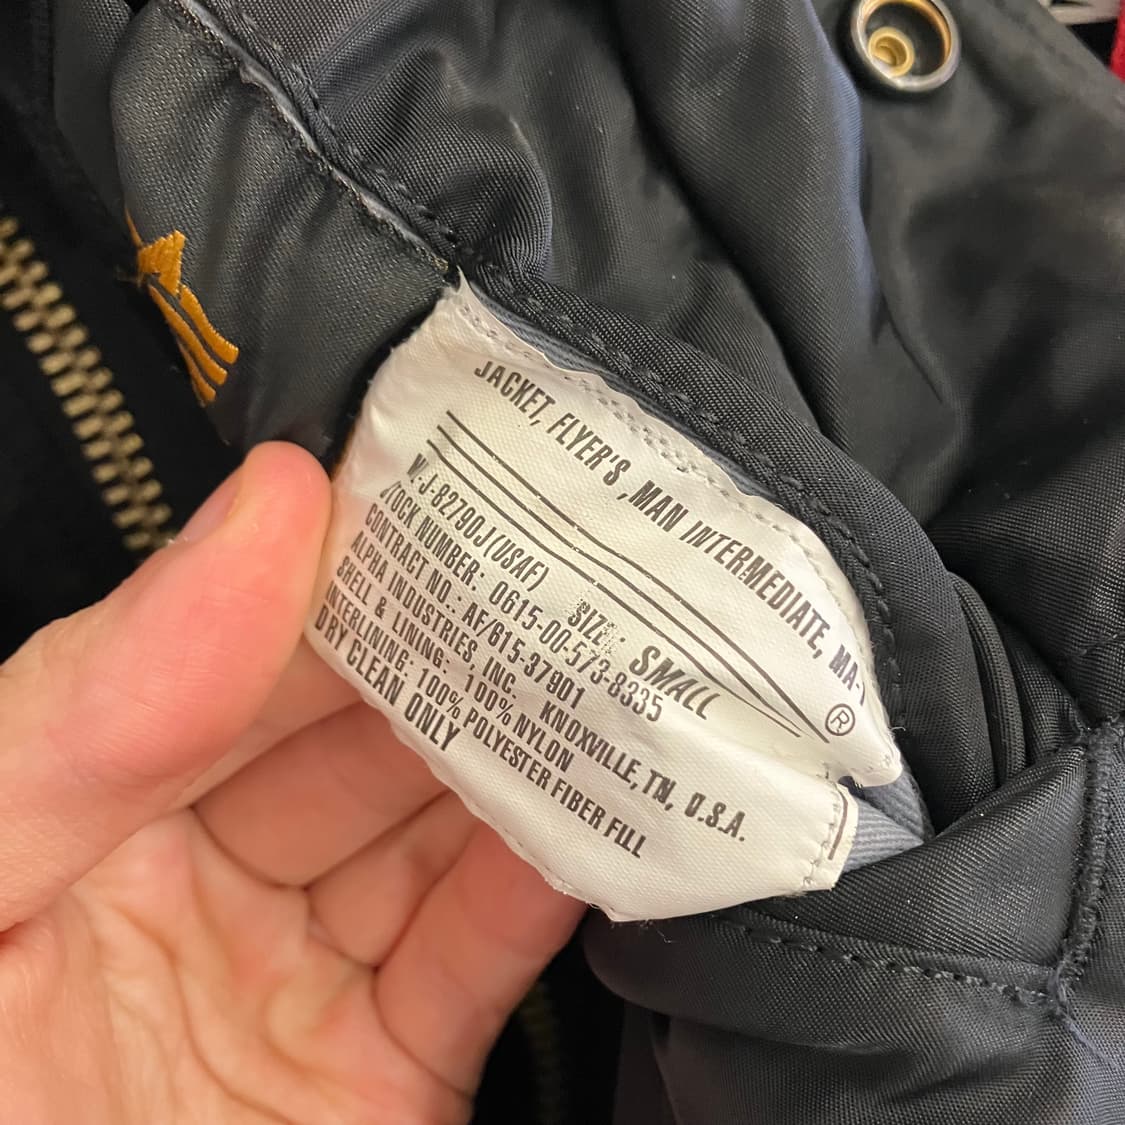 JACKET, FLYER'S, MAN INTERMEDIATE, MA-1
®
SIZE: SMALL
W-J-82790J(USAF)
STOCK NUMBER: 0615-00-573-8335
CONTRACT NO.: AF/615-37901
ALPHA INDUSTRIES, INC. KNOXVILLE, TN, U.S.A.
SHELL & LINING: 100% NYLON
INTERLINING: 100% POLYESTER FIBER FILL
DRY CLEAN ONLY